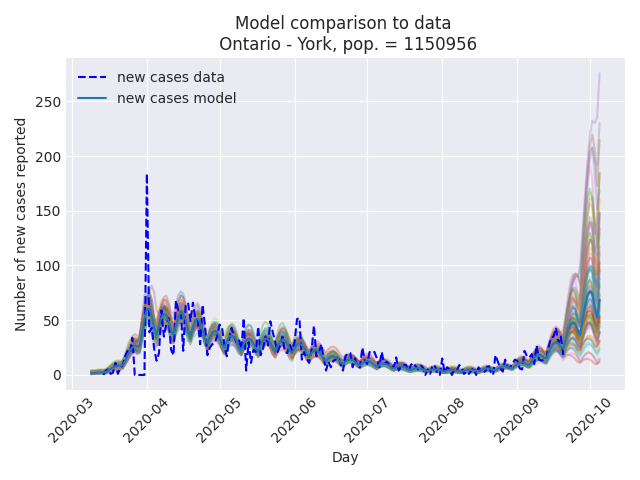 Model comparison to data
Ontario - York, pop. = 1150956
new cases data
new cases model
Number of new cases reported
250
200
150
100
50
0
2020-03
2020-04
2020-05
2020-06
2020-07
2020-08
2020-09
2020-10
Day